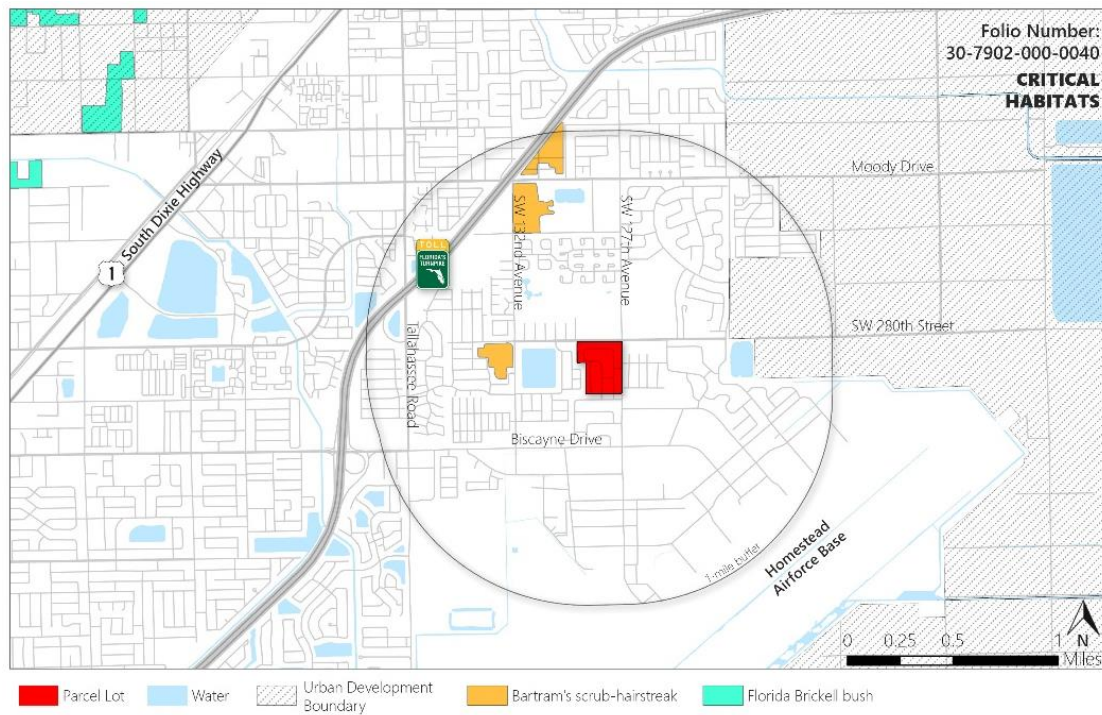 Folio Number:
30-7902-000-0040
CRITICAL
HABITATS
Moody Drive
South Dixie Highway
1
SW 132nd Avenue
SW 127th Avenue
TOLL
FLORIDA'S
TURNPIKE
SW 280th Street
Tallahassee Road
Biscayne Drive
Homestead
Airforce Base
1-mile buffer
N
0 0.25 0.5 1
Miles
Parcel Lot
Water
Urban Development
Boundary
Bartram's scrub-hairstreak
Florida Brickell bush